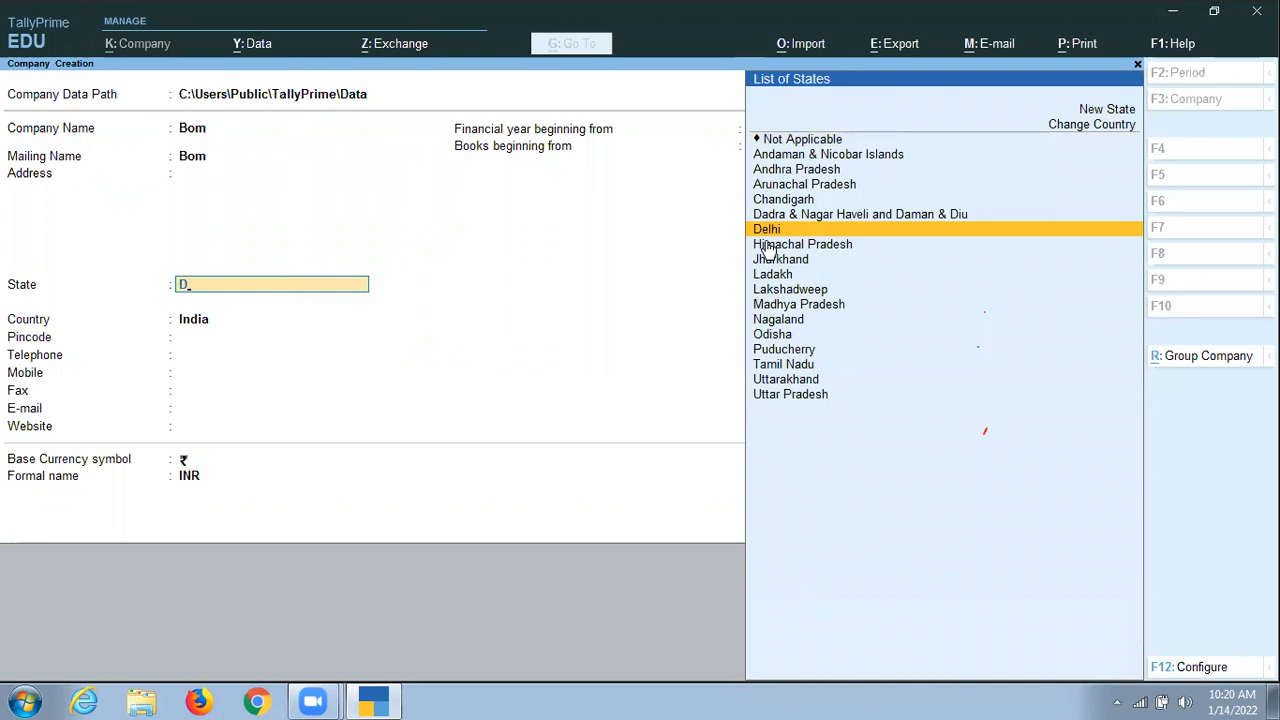 TallyPrime
EDU
MANAGE
K: Company
Y: Data
Z: Exchange
G: Go To
O: Import
E: Export
M: E-mail
P: Print
F1: Help
Company Creation
Company Data Path : C:\Users\Public\TallyPrime\Data
Company Name : Bom
Mailing Name : Bom
Address :
State : D
Country : India
Pincode :
Telephone :
Mobile :
Fax :
E-mail :
Website :
Base Currency symbol : ₹
Formal name : INR
Financial year beginning from :
Books beginning from :
List of States
New State
Change Country
♦ Not Applicable
Andaman & Nicobar Islands
Andhra Pradesh
Arunachal Pradesh
Chandigarh
Dadra & Nagar Haveli and Daman & Diu
Delhi
Himachal Pradesh
Jharkhand
Ladakh
Lakshadweep
Madhya Pradesh
Nagaland
Odisha
Puducherry
Tamil Nadu
Uttarakhand
Uttar Pradesh
F2: Period
F3: Company
F4
F5
F6
F7
F8
F9
F10
R: Group Company
F12: Configure
10:20 AM
1/14/2022